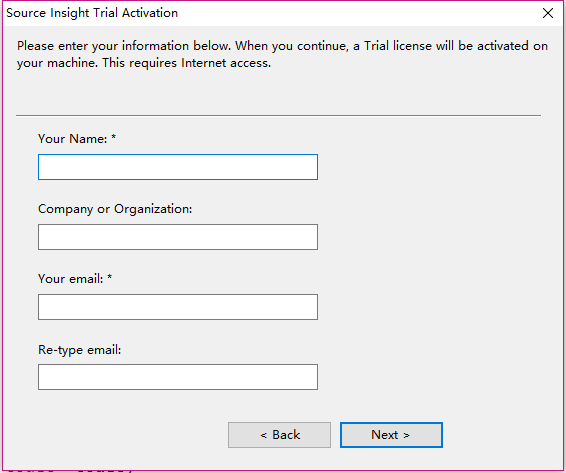 Source Insight Trial Activation
Please enter your information below. When you continue, a Trial license will be activated on
your machine. This requires Internet access.
Your Name: *
Company or Organization:
Your email: *
Re-type email:
< Back
Next >